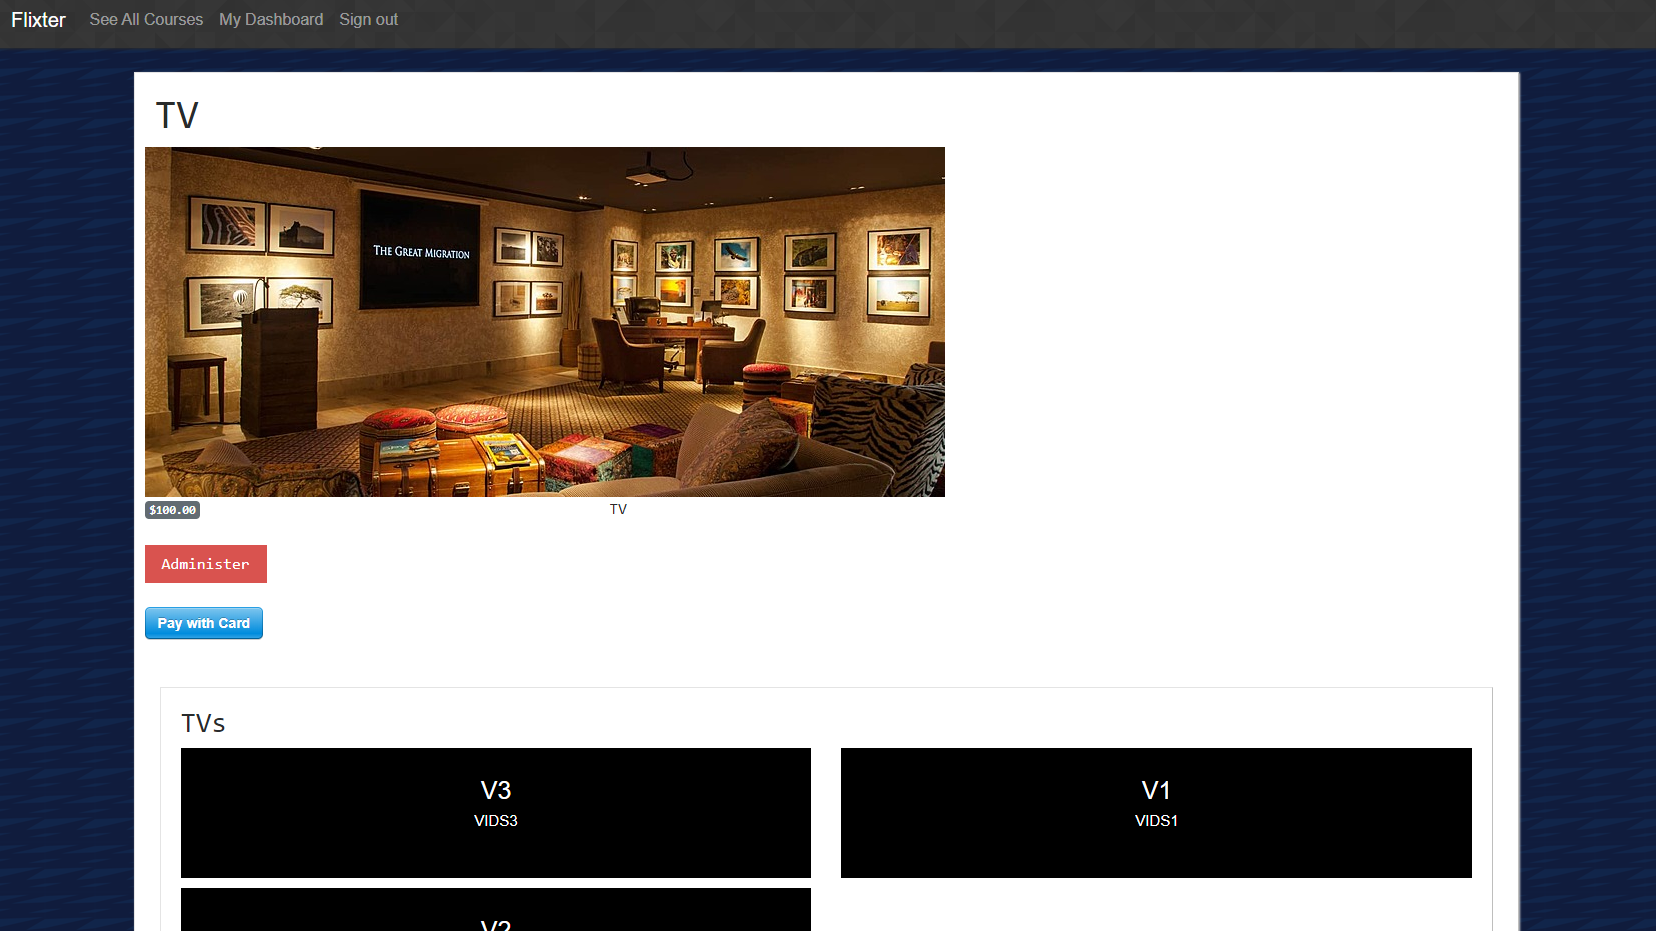 Flixter See All Courses My Dashboard Sign out
TV
THE GREAT MIGRATION
$100.00 TV
Administer
Pay with Card
TVs
V3 V1
VIDS3 VIDS1
V2